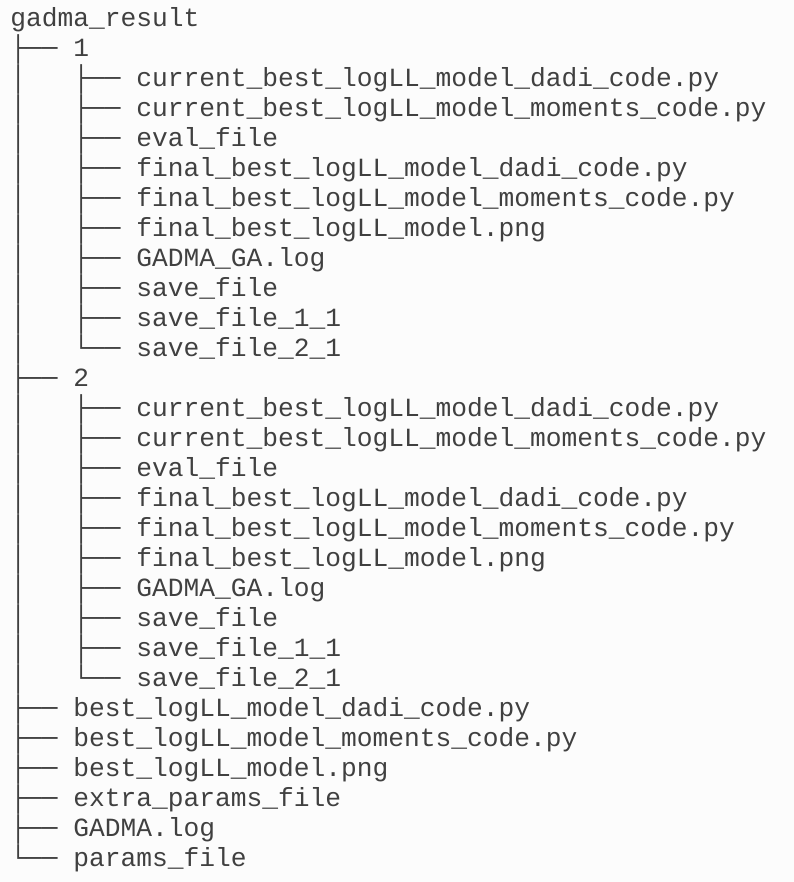 gadma_result
├── 1
│   ├── current_best_logLL_model_dadi_code.py
│   ├── current_best_logLL_model_moments_code.py
│   ├── eval_file
│   ├── final_best_logLL_model_dadi_code.py
│   ├── final_best_logLL_model_moments_code.py
│   ├── final_best_logLL_model.png
│   ├── GADMA_GA.log
│   ├── save_file
│   ├── save_file_1_1
│   └── save_file_2_1
├── 2
│   ├── current_best_logLL_model_dadi_code.py
│   ├── current_best_logLL_model_moments_code.py
│   ├── eval_file
│   ├── final_best_logLL_model_dadi_code.py
│   ├── final_best_logLL_model_moments_code.py
│   ├── final_best_logLL_model.png
│   ├── GADMA_GA.log
│   ├── save_file
│   ├── save_file_1_1
│   └── save_file_2_1
├── best_logLL_model_dadi_code.py
├── best_logLL_model_moments_code.py
├── best_logLL_model.png
├── extra_params_file
├── GADMA.log
└── params_file